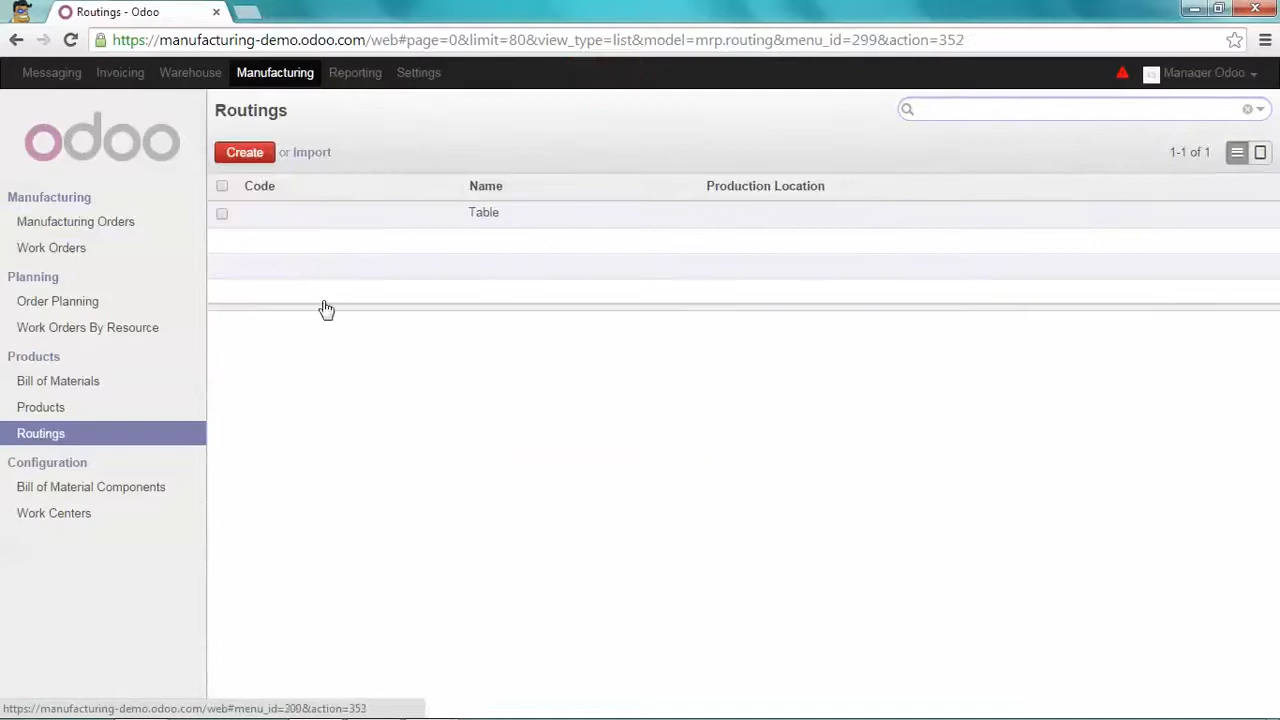 Routings - Odoo
https://manufacturing-demo.odoo.com/web#page=0&limit=80&view_type=list&model=mrp.routing&menu_id=299&action=352
Messaging Invoicing Warehouse Manufacturing Reporting Settings Manager Odoo
odoo
Routings
Create or Import 1-1 of 1
Code Name Production Location
Table
Manufacturing
Manufacturing Orders
Work Orders
Planning
Order Planning
Work Orders By Resource
Products
Bill of Materials
Products
Routings
Configuration
Bill of Material Components
Work Centers
https://manufacturing-demo.odoo.com/web#menu_id=209&action=353